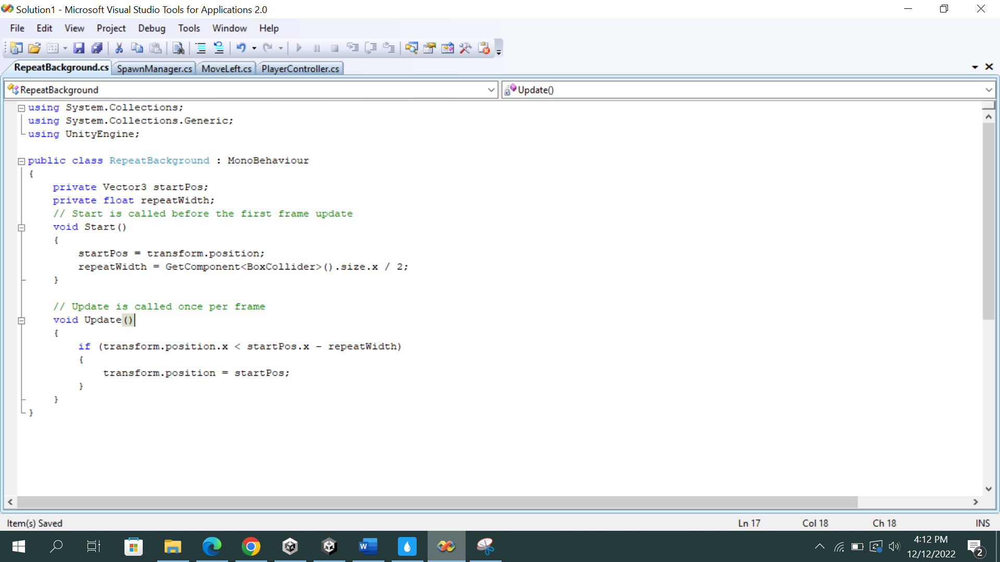 Solution1 - Microsoft Visual Studio Tools for Applications 2.0
File Edit View Project Debug Tools Window Help
RepeatBackground.cs SpawnManager.cs MoveLeft.cs PlayerController.cs
RepeatBackground Update()
using System.Collections;
using System.Collections.Generic;
using UnityEngine;
public class RepeatBackground : MonoBehaviour
{
private Vector3 startPos;
private float repeatWidth;
// Start is called before the first frame update
void Start()
{
startPos = transform.position;
repeatWidth = GetComponent<BoxCollider>().size.x / 2;
}
// Update is called once per frame
void Update()
{
if (transform.position.x < startPos.x - repeatWidth)
{
transform.position = startPos;
}
}
}
Item(s) Saved Ln 17 Col 18 Ch 18 INS
W
4:12 PM
12/12/2022
2